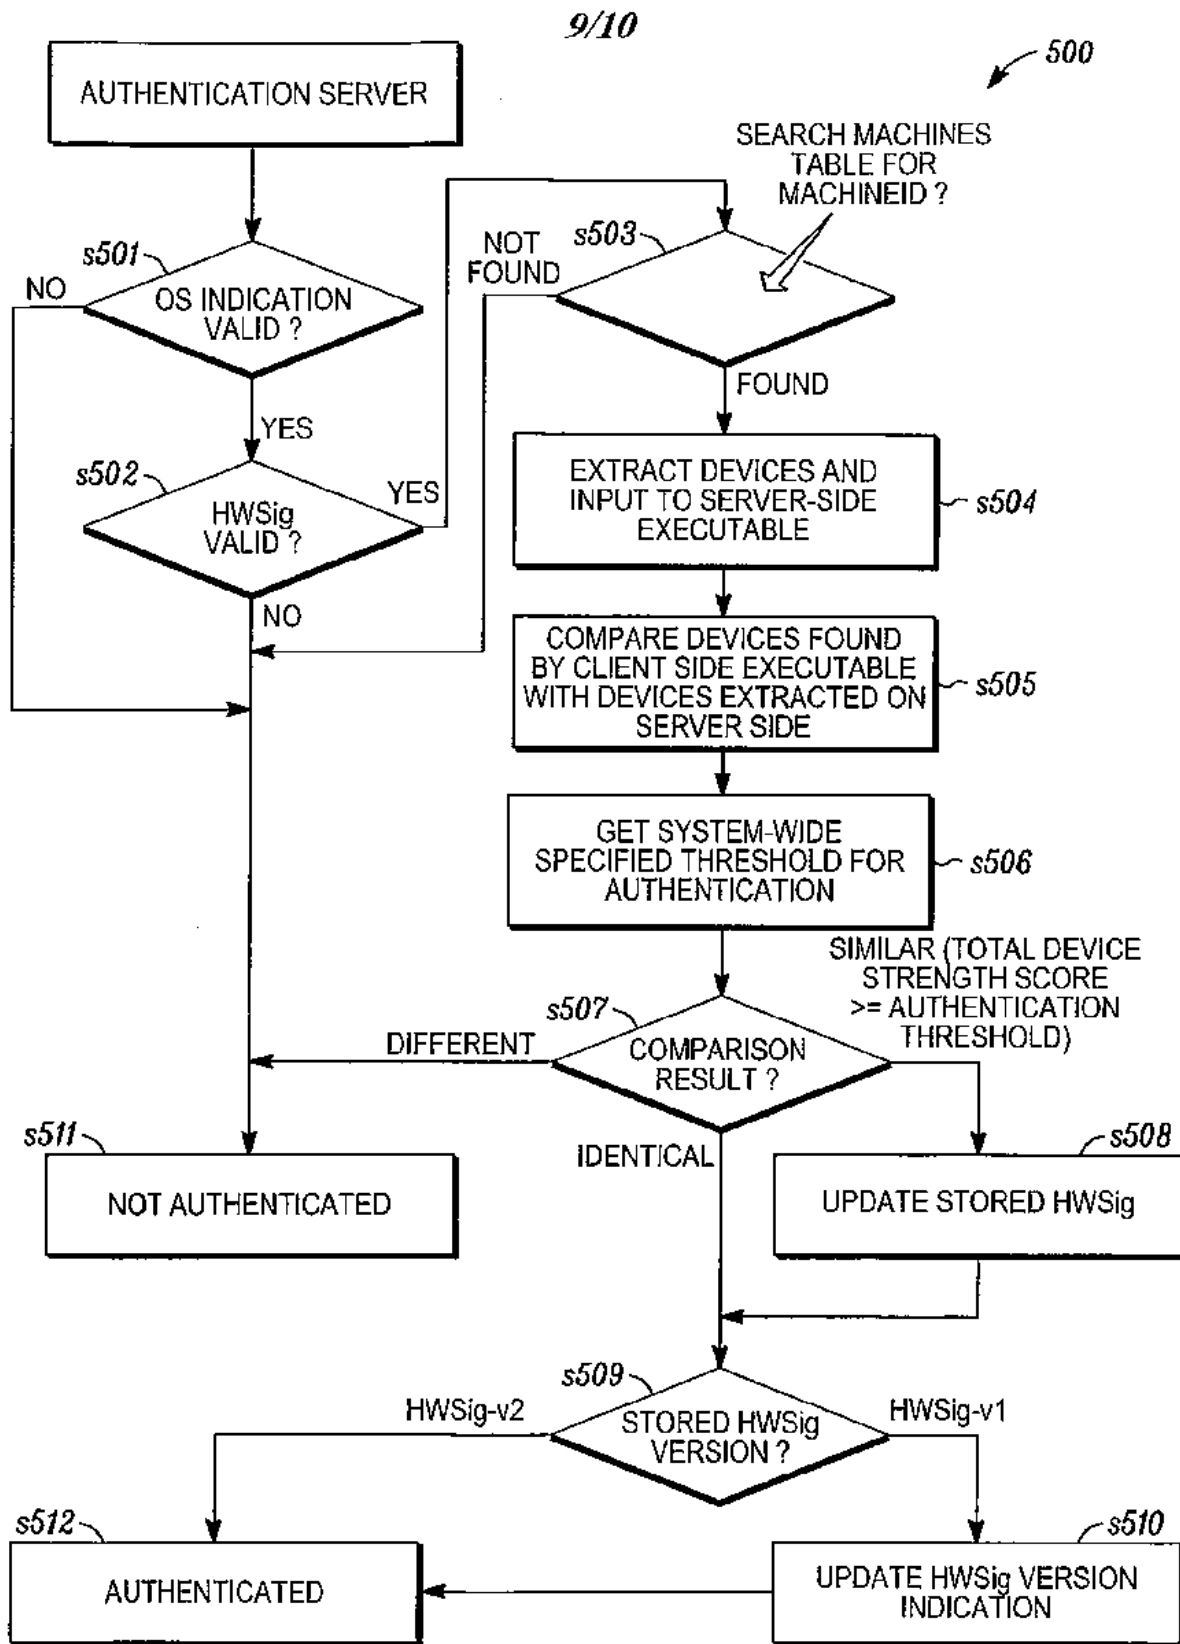 9/10
500
AUTHENTICATION SERVER
SEARCH MACHINES
TABLE FOR
MACHINEID ?
s501
NO
OS INDICATION
VALID ?
YES
s502
HWSig
VALID ?
YES
NO
s503
NOT
FOUND
FOUND
EXTRACT DEVICES AND
INPUT TO SERVER-SIDE
EXECUTABLE
s504
COMPARE DEVICES FOUND
BY CLIENT SIDE EXECUTABLE
WITH DEVICES EXTRACTED ON
SERVER SIDE
s505
GET SYSTEM-WIDE
SPECIFIED THRESHOLD FOR
AUTHENTICATION
s506
SIMILAR (TOTAL DEVICE
STRENGTH SCORE
>= AUTHENTICATION
THRESHOLD)
s507
DIFFERENT
COMPARISON
RESULT ?
IDENTICAL
s511
NOT AUTHENTICATED
s508
UPDATE STORED HWSig
s509
HWSig-v2
STORED HWSig
VERSION ?
HWSig-v1
s512
AUTHENTICATED
s510
UPDATE HWSig VERSION
INDICATION